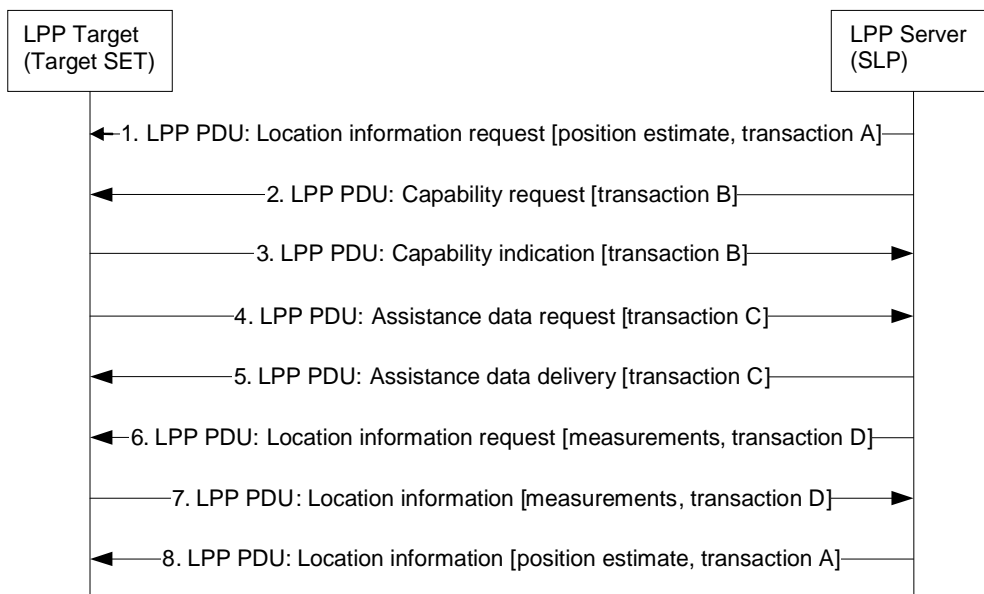 LPP Target
(Target SET)
LPP Server
(SLP)
1. LPP PDU: Location information request [position estimate, transaction A]
2. LPP PDU: Capability request [transaction B]
3. LPP PDU: Capability indication [transaction B]
4. LPP PDU: Assistance data request [transaction C]
5. LPP PDU: Assistance data delivery [transaction C]
6. LPP PDU: Location information request [measurements, transaction D]
7. LPP PDU: Location information [measurements, transaction D]
8. LPP PDU: Location information [position estimate, transaction A]